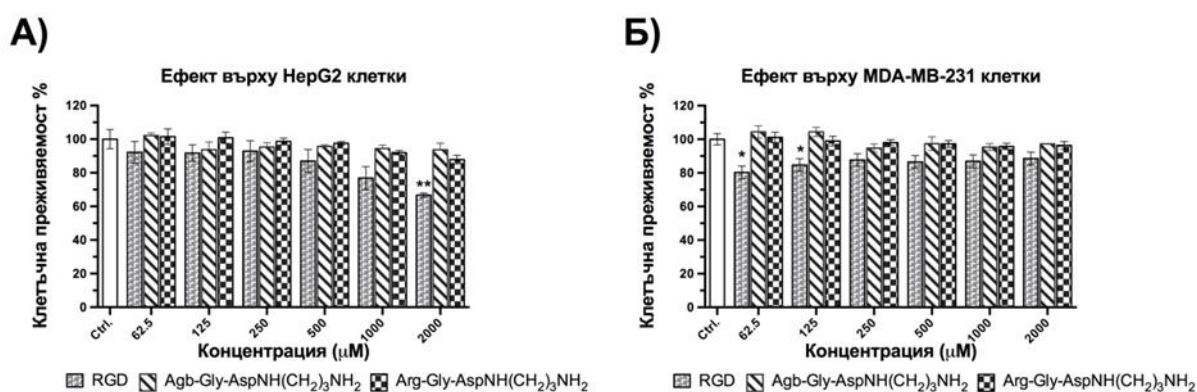 А)
Ефект върху HepG2 клетки
Клетъчна преживяемост %
120
100
80
60
40
20
0
**
Ctrl.
62.5
125
250
500
1000
2000
Концентрация (μM)
RGD
Agb-Gly-AspNH(CH₂)₃NH₂
Arg-Gly-AspNH(CH₂)₃NH₂
Б)
Ефект върху MDA-MB-231 клетки
Клетъчна преживяемост %
120
100
80
60
40
20
0
*
*
Ctrl.
62.5
125
250
500
1000
2000
Концентрация (μM)
RGD
Agb-Gly-AspNH(CH₂)₃NH₂
Arg-Gly-AspNH(CH₂)₃NH₂